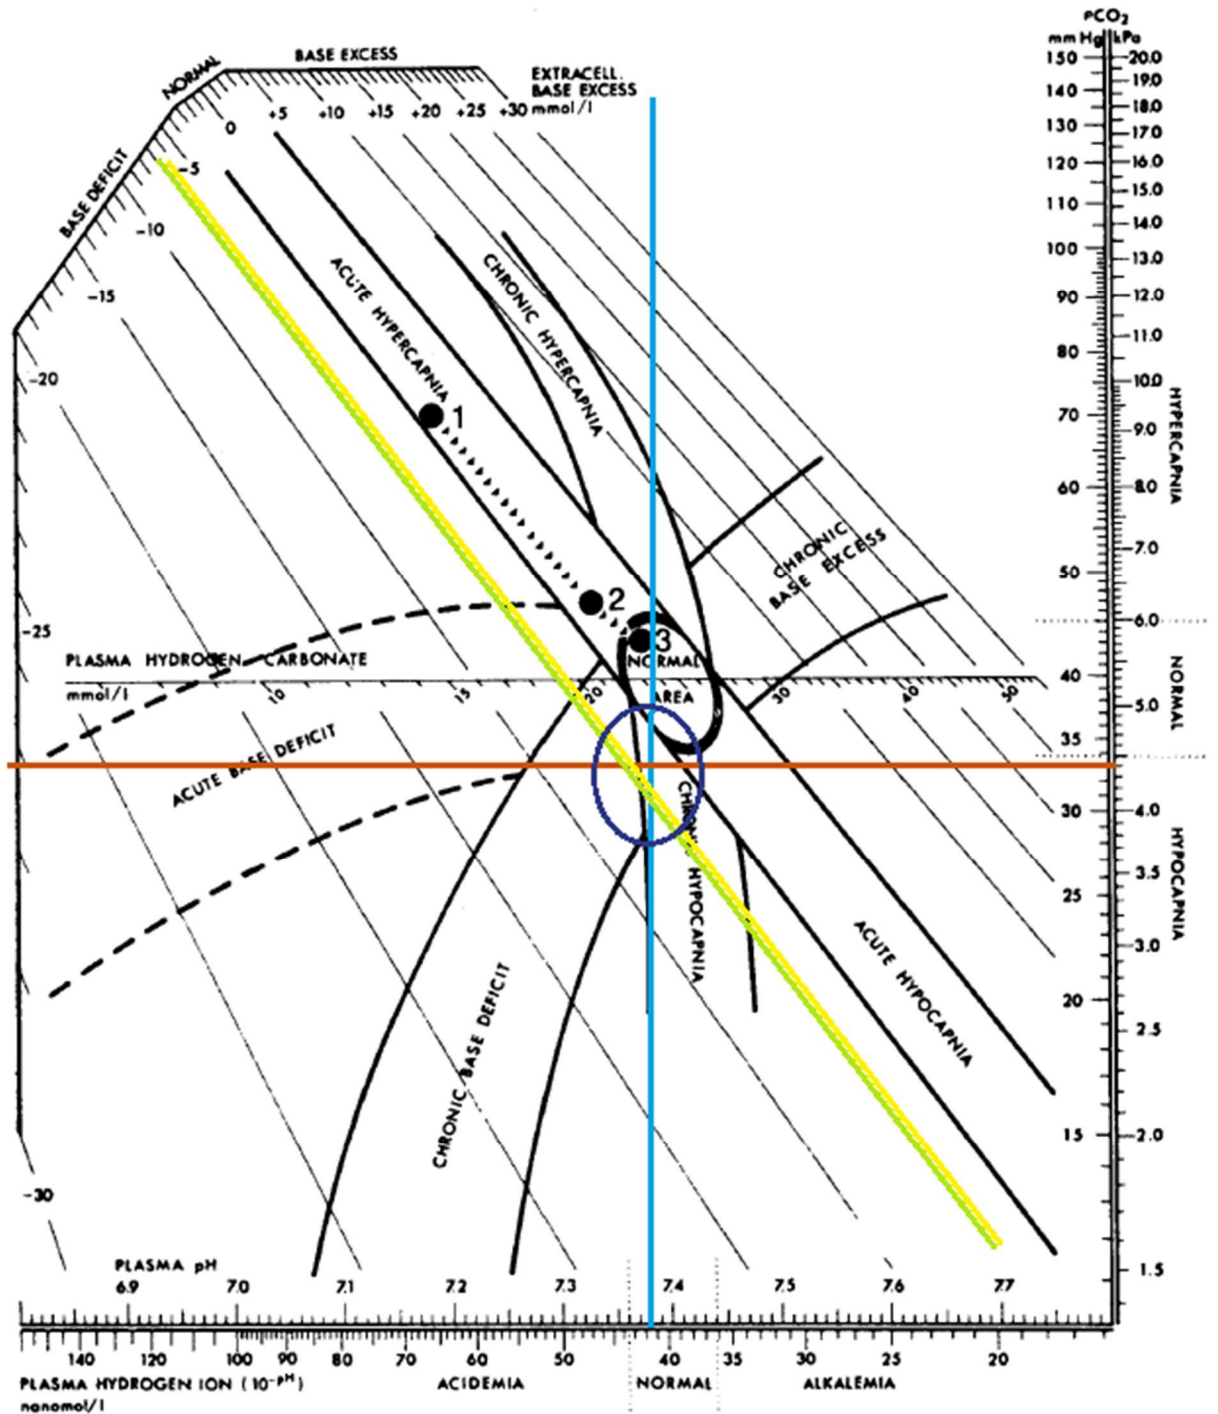 pCO2
mm Hg kPa
BASE EXCESS
NORMAL
BASE DEFICIT
EXTRACELL.
BASE EXCESS
mmol/l
0 +5 +10 +15 +20 +25 +30
-5
-10
-15
-20
-25
-30
150 20.0
19.0
140 18.0
130 17.0
120 16.0
15.0
110 14.0
100 13.0
90 12.0
11.0
80 10.0
70 9.0
60 8.0
7.0
50 6.0
40 5.0
35
30 4.0
3.5
25 3.0
20 2.5
15 2.0
1.5
HYPERCAPNIA
NORMAL
HYPOCAPNIA
ACUTE HYPERCAPNIA
CHRONIC HYPERCAPNIA
1
2
3
CHRONIC
BASE EXCESS
NORMAL
AREA
PLASMA HYDROGEN CARBONATE
mmol/l 10 15 20 30 40 50
ACUTE BASE DEFICIT
CHRONIC HYPOCAPNIA
ACUTE HYPOCAPNIA
CHRONIC BASE DEFICIT
PLASMA pH
6.9 7.0 7.1 7.2 7.3 7.4 7.5 7.6 7.7
140 120 100 90 80 70 60 50 40 35 30 25 20
PLASMA HYDROGEN ION (10-pH) ACIDEMIA NORMAL ALKALEMIA
nanomol/l